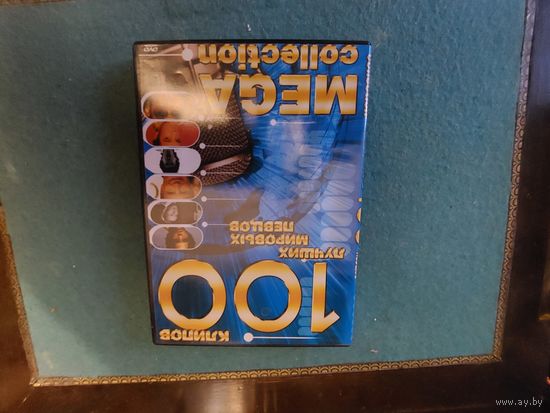 КЛИПОВ
100
ЛУЧШИХ
МИРОВЫХ
ПЕВЦОВ
MEGA
collection
DVD
www.ay.by